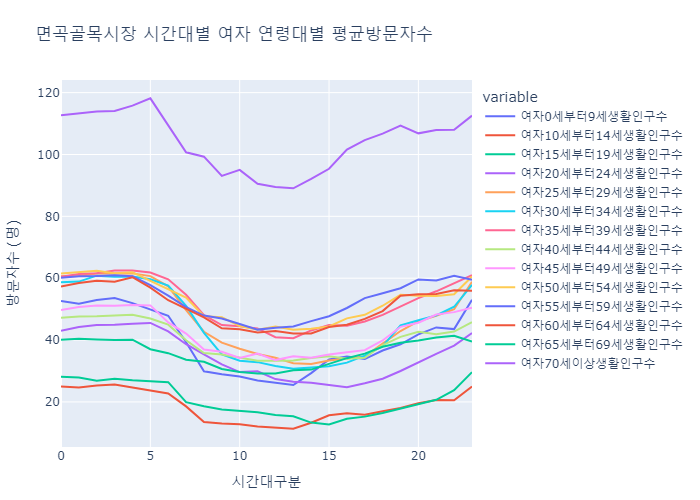 면곡골목시장 시간대별 여자 연령대별 평균방문자수
variable
여자0세부터9세생활인구수
여자10세부터14세생활인구수
여자15세부터19세생활인구수
여자20세부터24세생활인구수
여자25세부터29세생활인구수
여자30세부터34세생활인구수
여자35세부터39세생활인구수
여자40세부터44세생활인구수
여자45세부터49세생활인구수
여자50세부터54세생활인구수
여자55세부터59세생활인구수
여자60세부터64세생활인구수
여자65세부터69세생활인구수
여자70세이상생활인구수
방문자수 ( 명)
120
100
80
60
40
20
0 5 10 15 20
시간대구분